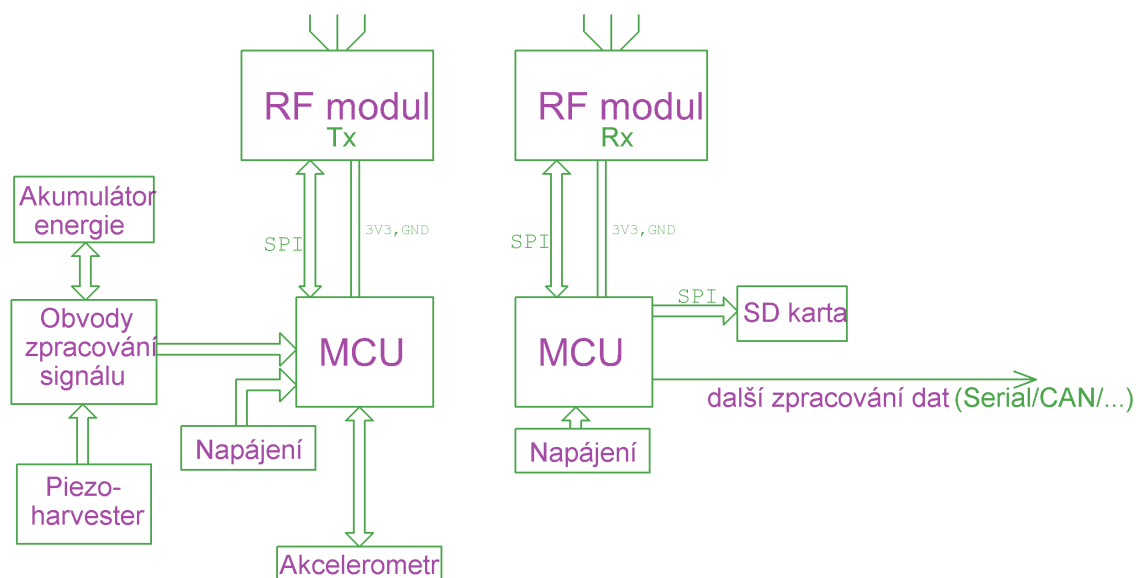 RF modul
Tx
RF modul
Rx
Akumulátor
energie
SPI
3V3,GND
SPI
3V3,GND
Obvody
zpracování
signálu
MCU
MCU
SPI
SD karta
další zpracování dat (Serial/CAN/...)
Napájení
Napájení
Piezo-
harvester
Akcelerometr